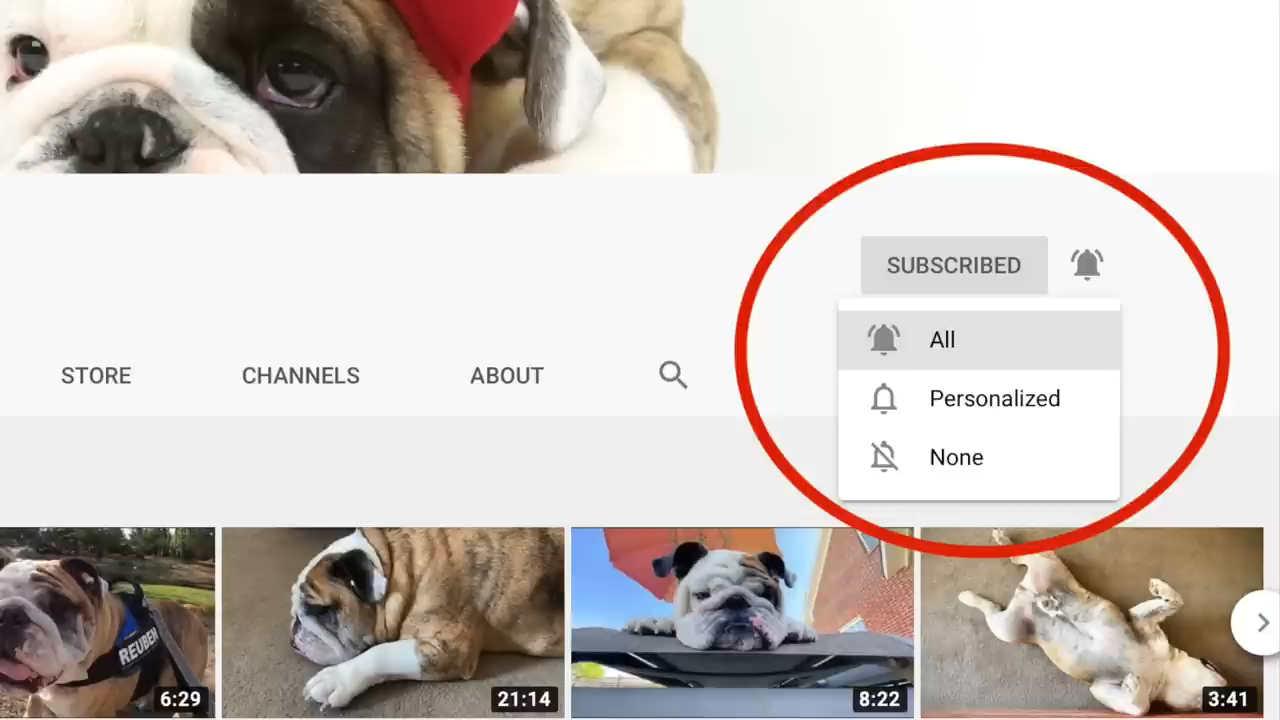 SUBSCRIBED
All
STORE
CHANNELS
ABOUT
Personalized
None
REUBEN
6:29
21:14
8:22
3:41